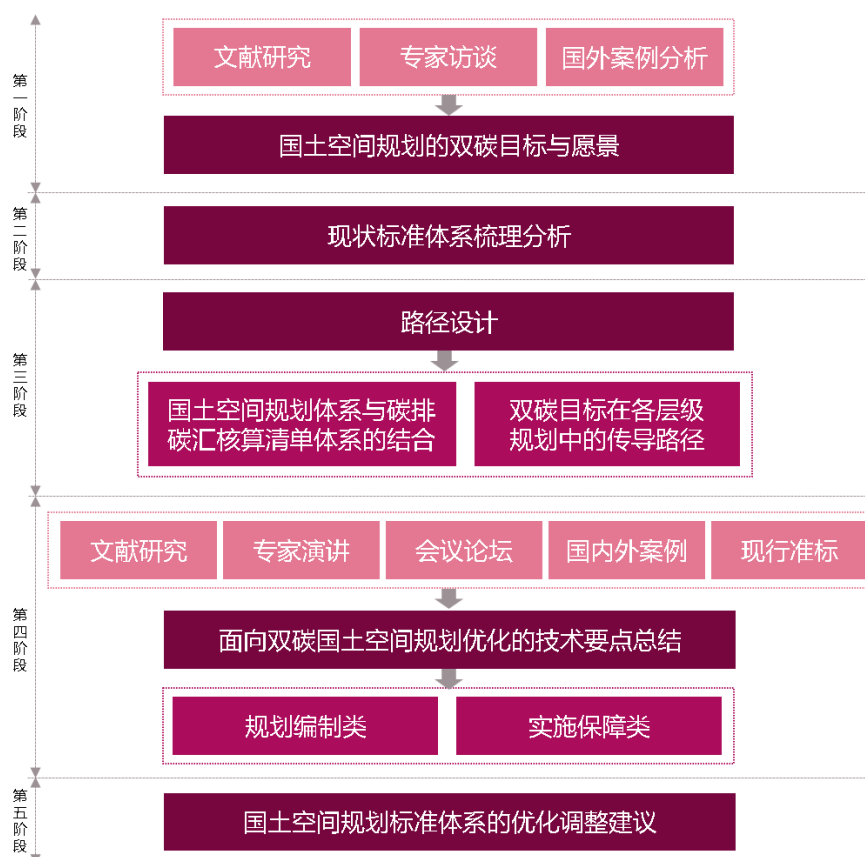 第一阶段
文献研究
专家访谈
国外案例分析
国土空间规划的双碳目标与愿景
第二阶段
现状标准体系梳理分析
第三阶段
路径设计
国土空间规划体系与碳排
碳汇核算清单体系的结合
双碳目标在各层级
规划中的传导路径
第四阶段
文献研究
专家演讲
会议论坛
国内外案例
现行准标
面向双碳国土空间规划优化的技术要点总结
规划编制类
实施保障类
第五阶段
国土空间规划标准体系的优化调整建议